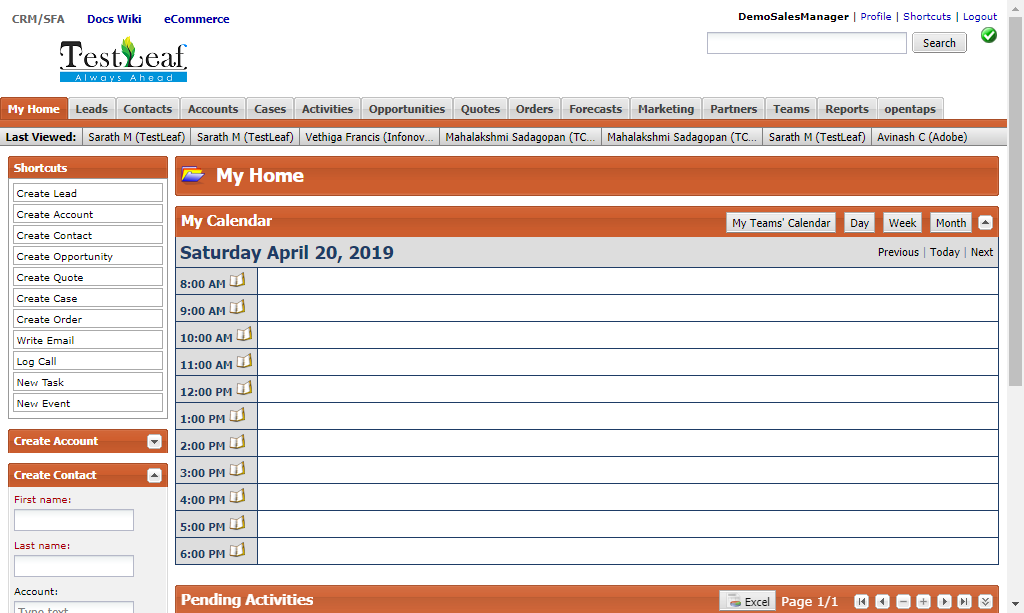 CRM/SFA Docs Wiki eCommerce
DemoSalesManager | Profile | Shortcuts | Logout
Search
TestLeaf
Always Ahead
My Home Leads Contacts Accounts Cases Activities Opportunities Quotes Orders Forecasts Marketing Partners Teams Reports opentaps
Last Viewed: Sarath M (TestLeaf) Sarath M (TestLeaf) Vethiga Francis (Infonov... Mahalakshmi Sadagopan (TC... Mahalakshmi Sadagopan (TC... Sarath M (TestLeaf) Avinash C (Adobe)
Shortcuts
Create Lead
Create Account
Create Contact
Create Opportunity
Create Quote
Create Case
Create Order
Write Email
Log Call
New Task
New Event
Create Account
Create Contact
First name:
Last name:
Account:
Type text
My Home
My Calendar My Teams' Calendar Day Week Month
Saturday April 20, 2019 Previous | Today | Next
8:00 AM
9:00 AM
10:00 AM
11:00 AM
12:00 PM
1:00 PM
2:00 PM
3:00 PM
4:00 PM
5:00 PM
6:00 PM
Pending Activities Excel Page 1/1